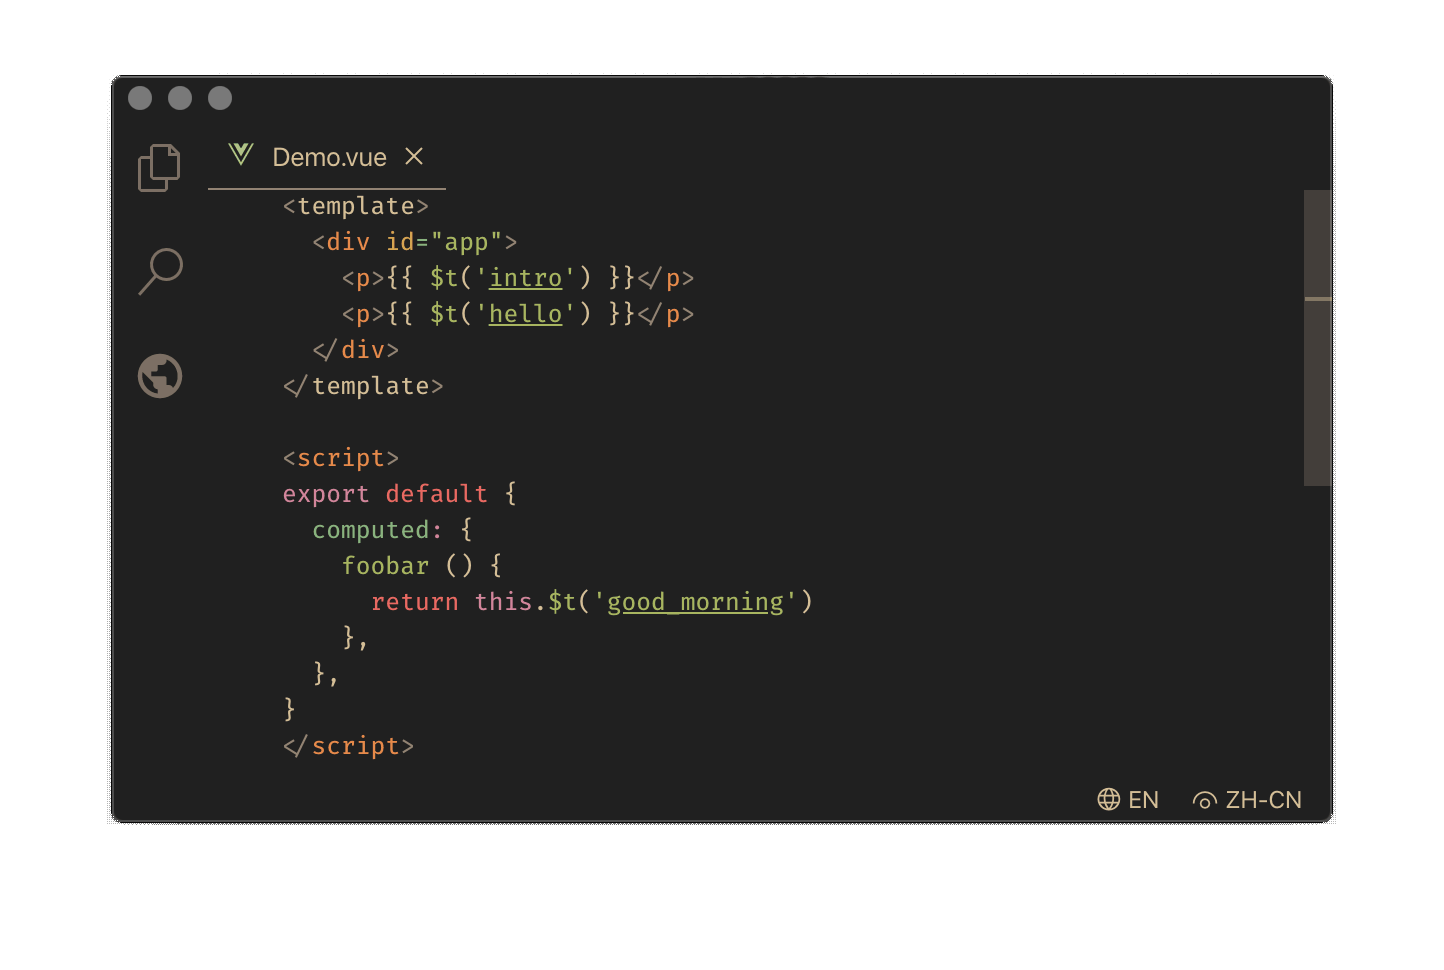 Demo.vue
<template>
  <div id="app">
    <p>{{ $t('intro') }}</p>
    <p>{{ $t('hello') }}</p>
  </div>
</template>

<script>
export default {
  computed: {
    foobar () {
      return this.$t('good_morning')
    },
  },
}
</script>
EN ZH-CN